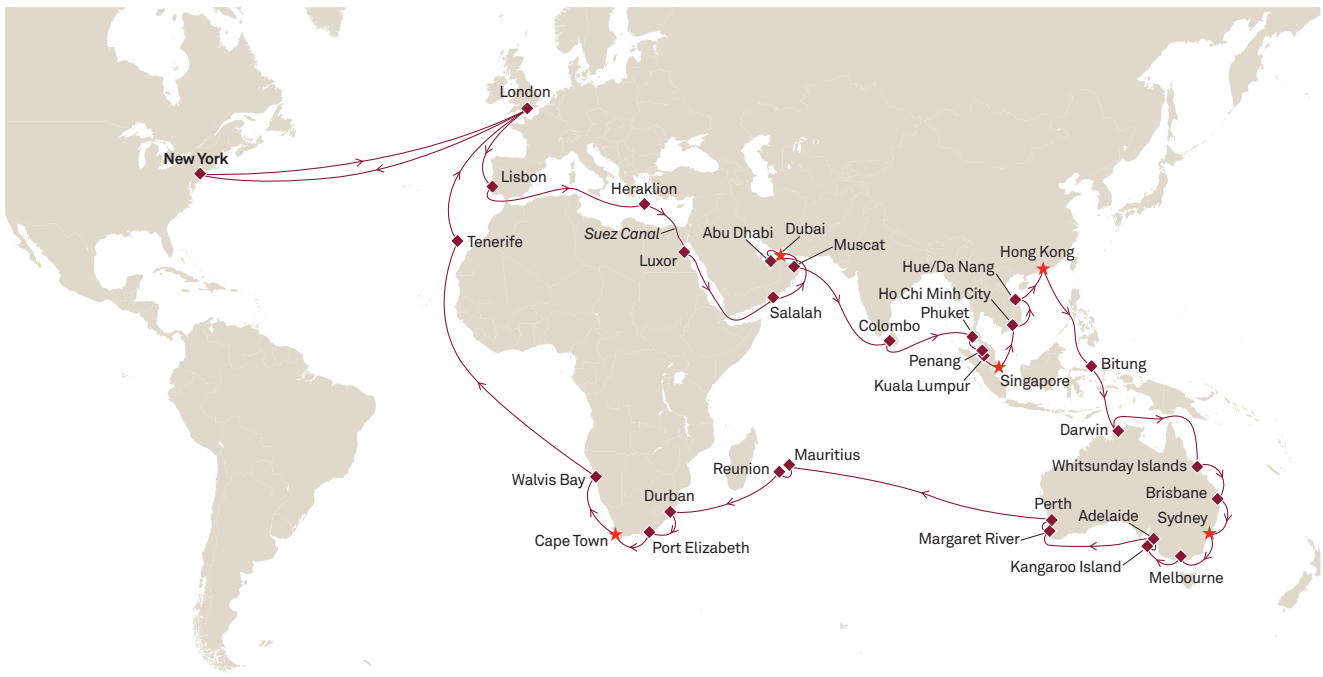 London
New York
Lisbon
Heraklion
Suez Canal
Tenerife
Luxor
Abu Dhabi
Dubai
Muscat
Salalah
Hong Kong
Hue/Da Nang
Ho Chi Minh City
Phuket
Colombo
Penang
Kuala Lumpur
Singapore
Bitung
Darwin
Whitsunday Islands
Brisbane
Sydney
Adelaide
Perth
Margaret River
Kangaroo Island
Melbourne
Mauritius
Reunion
Durban
Walvis Bay
Cape Town
Port Elizabeth